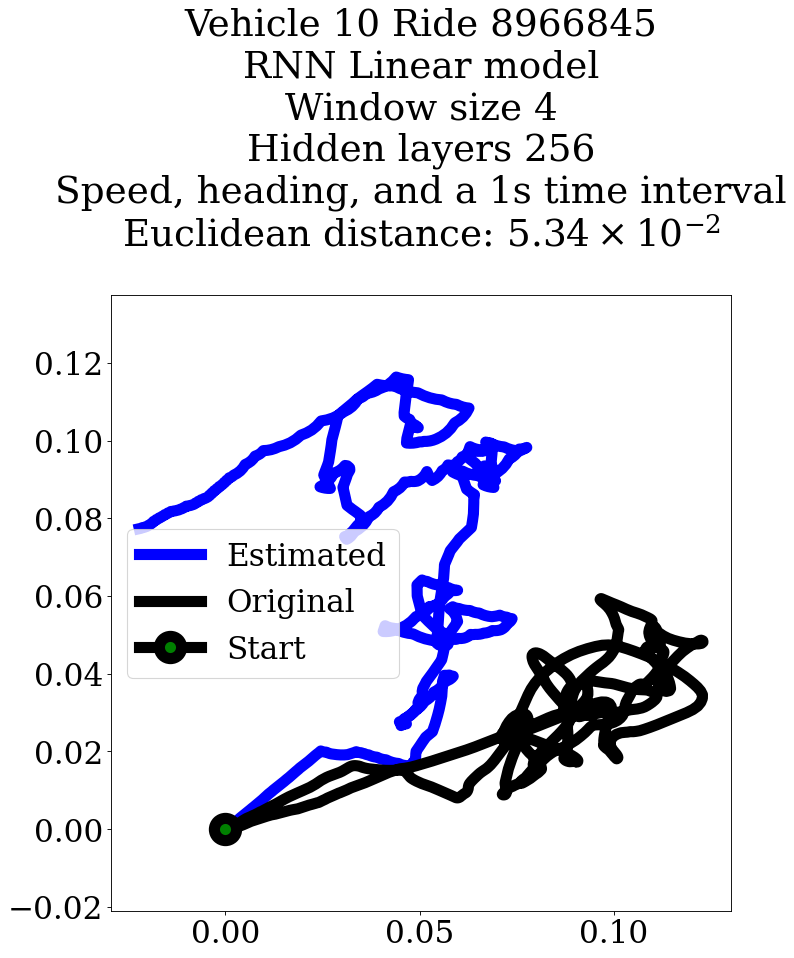 Vehicle 10 Ride 8966845
RNN Linear model
Window size 4
Hidden layers 256
Speed, heading, and a 1s time interval
Euclidean distance: 5.34 × 10⁻²
0.12
0.10
0.08
0.06
0.04
0.02
0.00
−0.02
Estimated
Original
Start
0.00 0.05 0.10